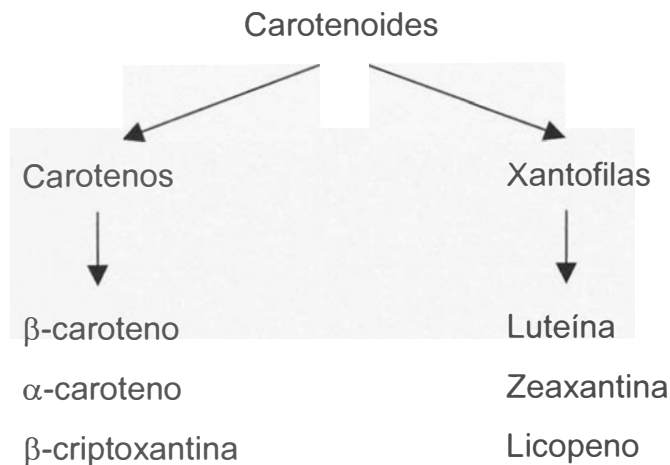 Carotenoides
Carotenos
Xantofilas
β-caroteno
Luteína
α-caroteno
Zeaxantina
β-criptoxantina
Licopeno